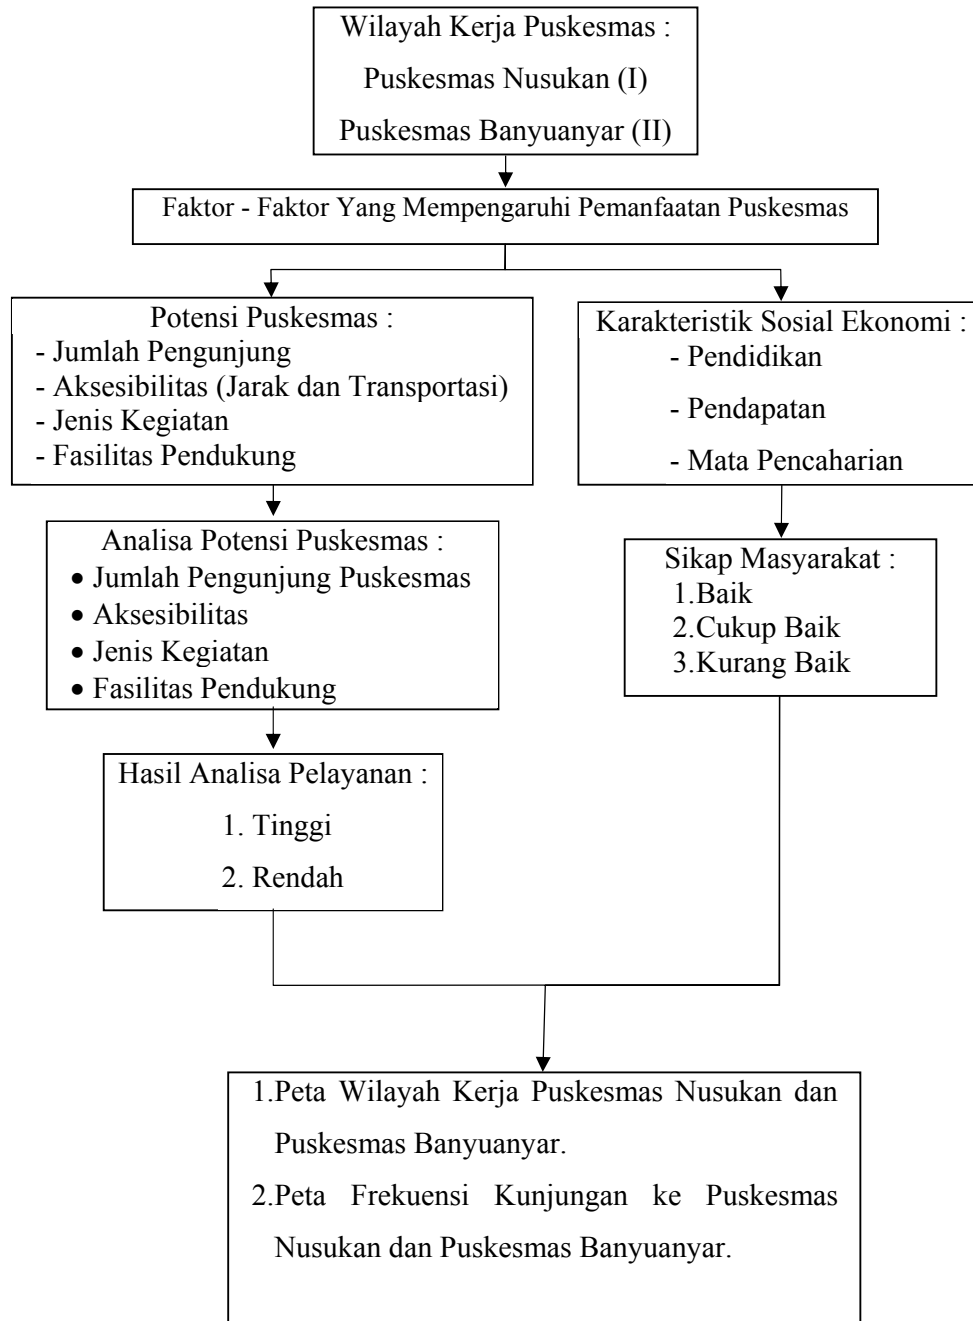 Wilayah Kerja Puskesmas :
Puskesmas Nusukan (I)
Puskesmas Banyuanyar (II)
Faktor - Faktor Yang Mempengaruhi Pemanfaatan Puskesmas
Potensi Puskesmas :
- Jumlah Pengunjung
- Aksesibilitas (Jarak dan Transportasi)
- Jenis Kegiatan
- Fasilitas Pendukung
Karakteristik Sosial Ekonomi :
- Pendidikan
- Pendapatan
- Mata Pencaharian
Analisa Potensi Puskesmas :
• Jumlah Pengunjung Puskesmas
• Aksesibilitas
• Jenis Kegiatan
• Fasilitas Pendukung
Sikap Masyarakat :
1.Baik
2.Cukup Baik
3.Kurang Baik
Hasil Analisa Pelayanan :
1. Tinggi
2. Rendah
1.Peta Wilayah Kerja Puskesmas Nusukan dan
Puskesmas Banyuanyar.
2.Peta Frekuensi Kunjungan ke Puskesmas
Nusukan dan Puskesmas Banyuanyar.